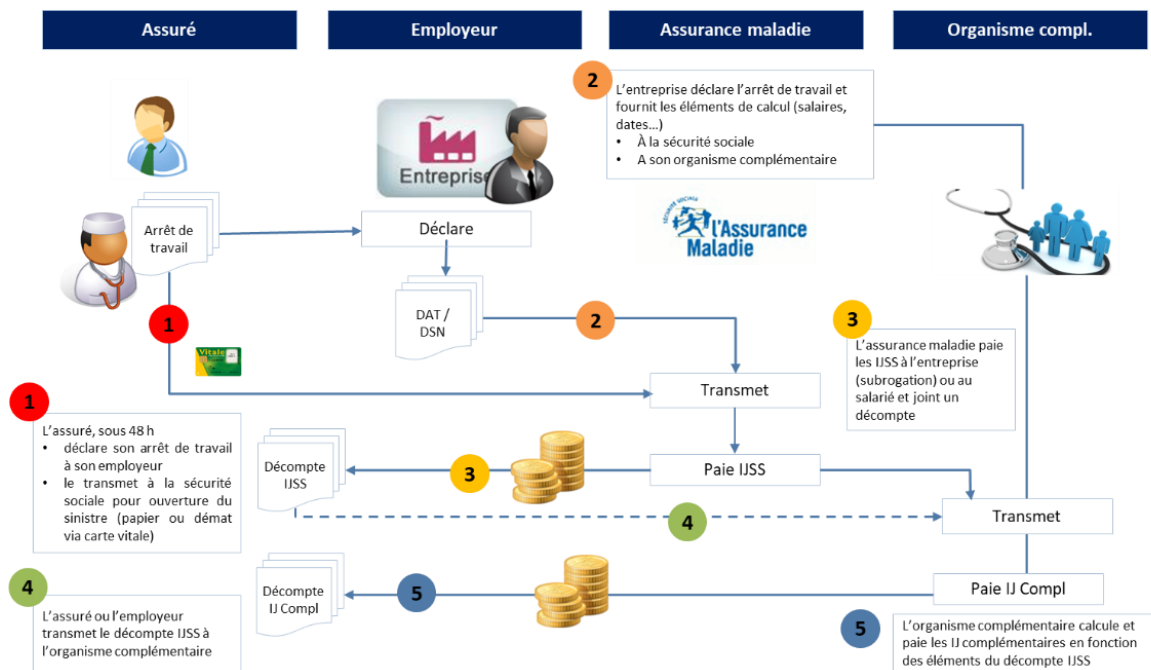 Assuré
Employeur
Assurance maladie
Organisme compl.
2
L'entreprise déclare l'arrêt de travail et
fournit les éléments de calcul (salaires,
dates…)
• À la sécurité sociale
• A son organisme complémentaire
Entreprise
SÉCURITÉ SOCIALE
l'Assurance
Maladie
Arrêt de
travail
Déclare
DAT /
DSN
2
1
Vitale
3
L'assurance maladie paie
les IJSS à l'entreprise
(subrogation) ou au
salarié et joint un
décompte
Transmet
1
L'assuré, sous 48 h
• déclare son arrêt de travail
à son employeur
• le transmet à la sécurité
sociale pour ouverture du
sinistre (papier ou démat
via carte vitale)
Décompte
IJSS
3
Paie IJSS
4
Transmet
4
L'assuré ou l'employeur
transmet le décompte IJSS à
l'organisme complémentaire
Décompte
IJ Compl
5
Paie IJ Compl
5
L'organisme complémentaire calcule et
paie les IJ complémentaires en fonction
des éléments du décompte IJSS